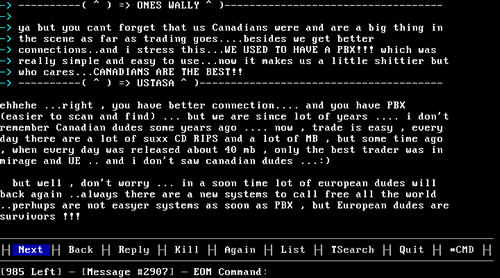 -> ----------( ^ ) => ONES WALLY ^ )-----------------------------------
->
-> ya but you cant forget that us Canadians were and are a big thing in
-> the scene as far as trading goes....besides we get better
-> connections..and i stress this...WE USED TO HAVE A PBX!!! which was
-> really simple and easy to use...now it makes us a little shittier but
-> who cares...CANADIANS ARE THE BEST!!
-> ----------( ^ ) => USTASA ^ )-----------------------------------
ehhehe ...right , you have better connection.... and you have PBX
(easier to scan and find) ... but we are since lot of years .... i don't
remember Canadian dudes some years ago .... now , trade is easy , every
day there are a lot of suxx CD RIPS and a lot of MB , but some time ago
, when every day was released about 40 mb , only the best trader was in
mirage and UE .. and i don't saw canadian dudes ...:)
but well , don't worry ... in a soon time lot of european dudes will
back again ..always there are a new systems to call free all the world
..perhups are not easyer systems as soon as PBX , but European dudes are
survivors !!!
Next Back Reply Kill Again List TSearch Quit *CMD
[985 Left] — [Message #2907] — EOM Command: